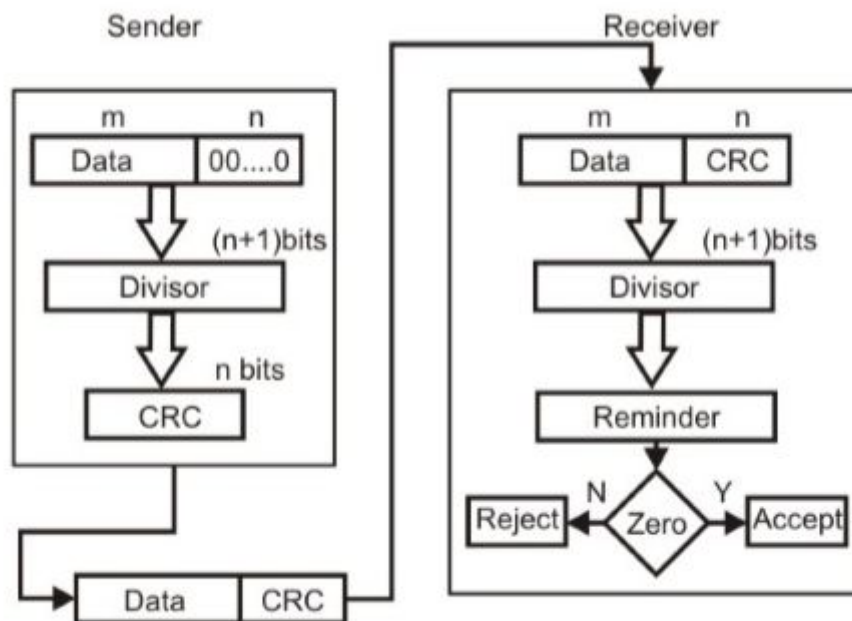 Sender
m n
Data 00....0
(n+1)bits
Divisor
n bits
CRC
Data CRC
Receiver
m n
Data CRC
(n+1)bits
Divisor
Reminder
N Y
Reject Zero Accept